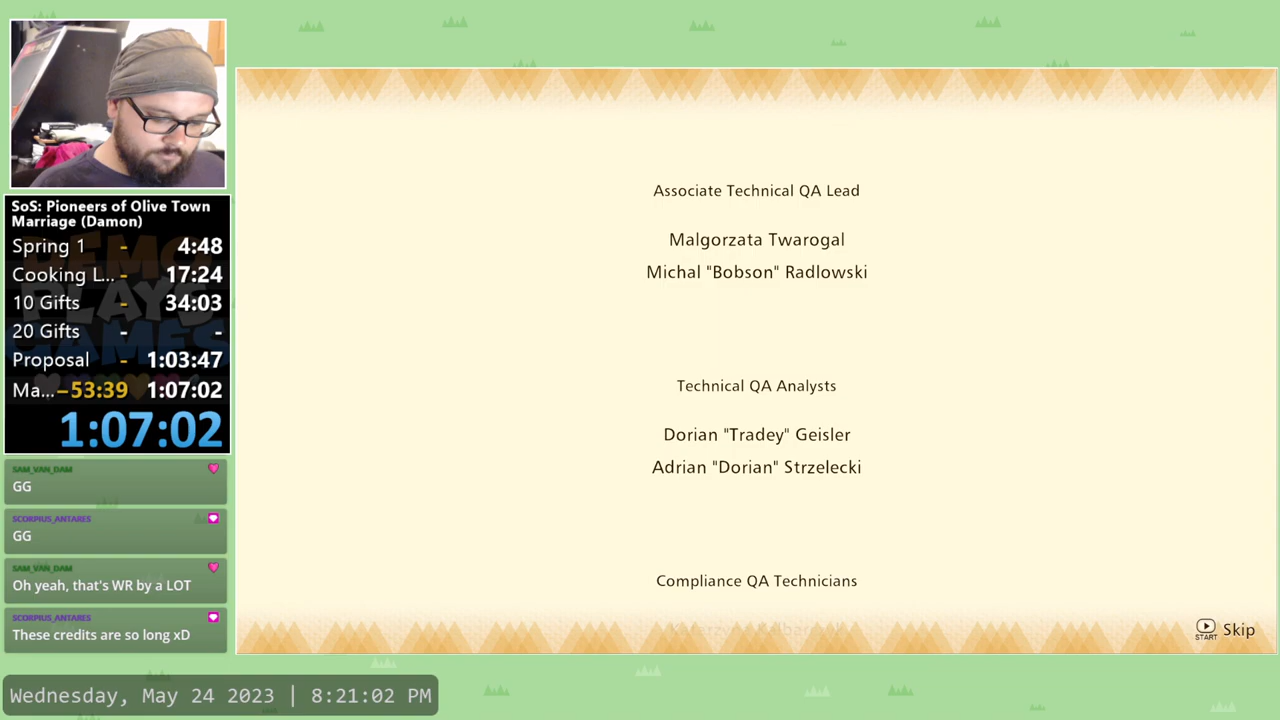 SoS: Pioneers of Olive Town
Marriage (Damon)
Spring 1 - 4:48
Cooking L... - 17:24
10 Gifts - 34:03
20 Gifts - -
Proposal - 1:03:47
Ma... −53:39 1:07:02
1:07:02
SAM_VAN_DAM
GG
SCORPIUS_ANTARES
GG
SAM_VAN_DAM
Oh yeah, that's WR by a LOT
SCORPIUS_ANTARES
These credits are so long xD
Wednesday, May 24 2023 | 8:21:02 PM
Associate Technical QA Lead
Malgorzata Twarogal
Michal "Bobson" Radlowski
Technical QA Analysts
Dorian "Tradey" Geisler
Adrian "Dorian" Strzelecki
Compliance QA Technicians
START Skip